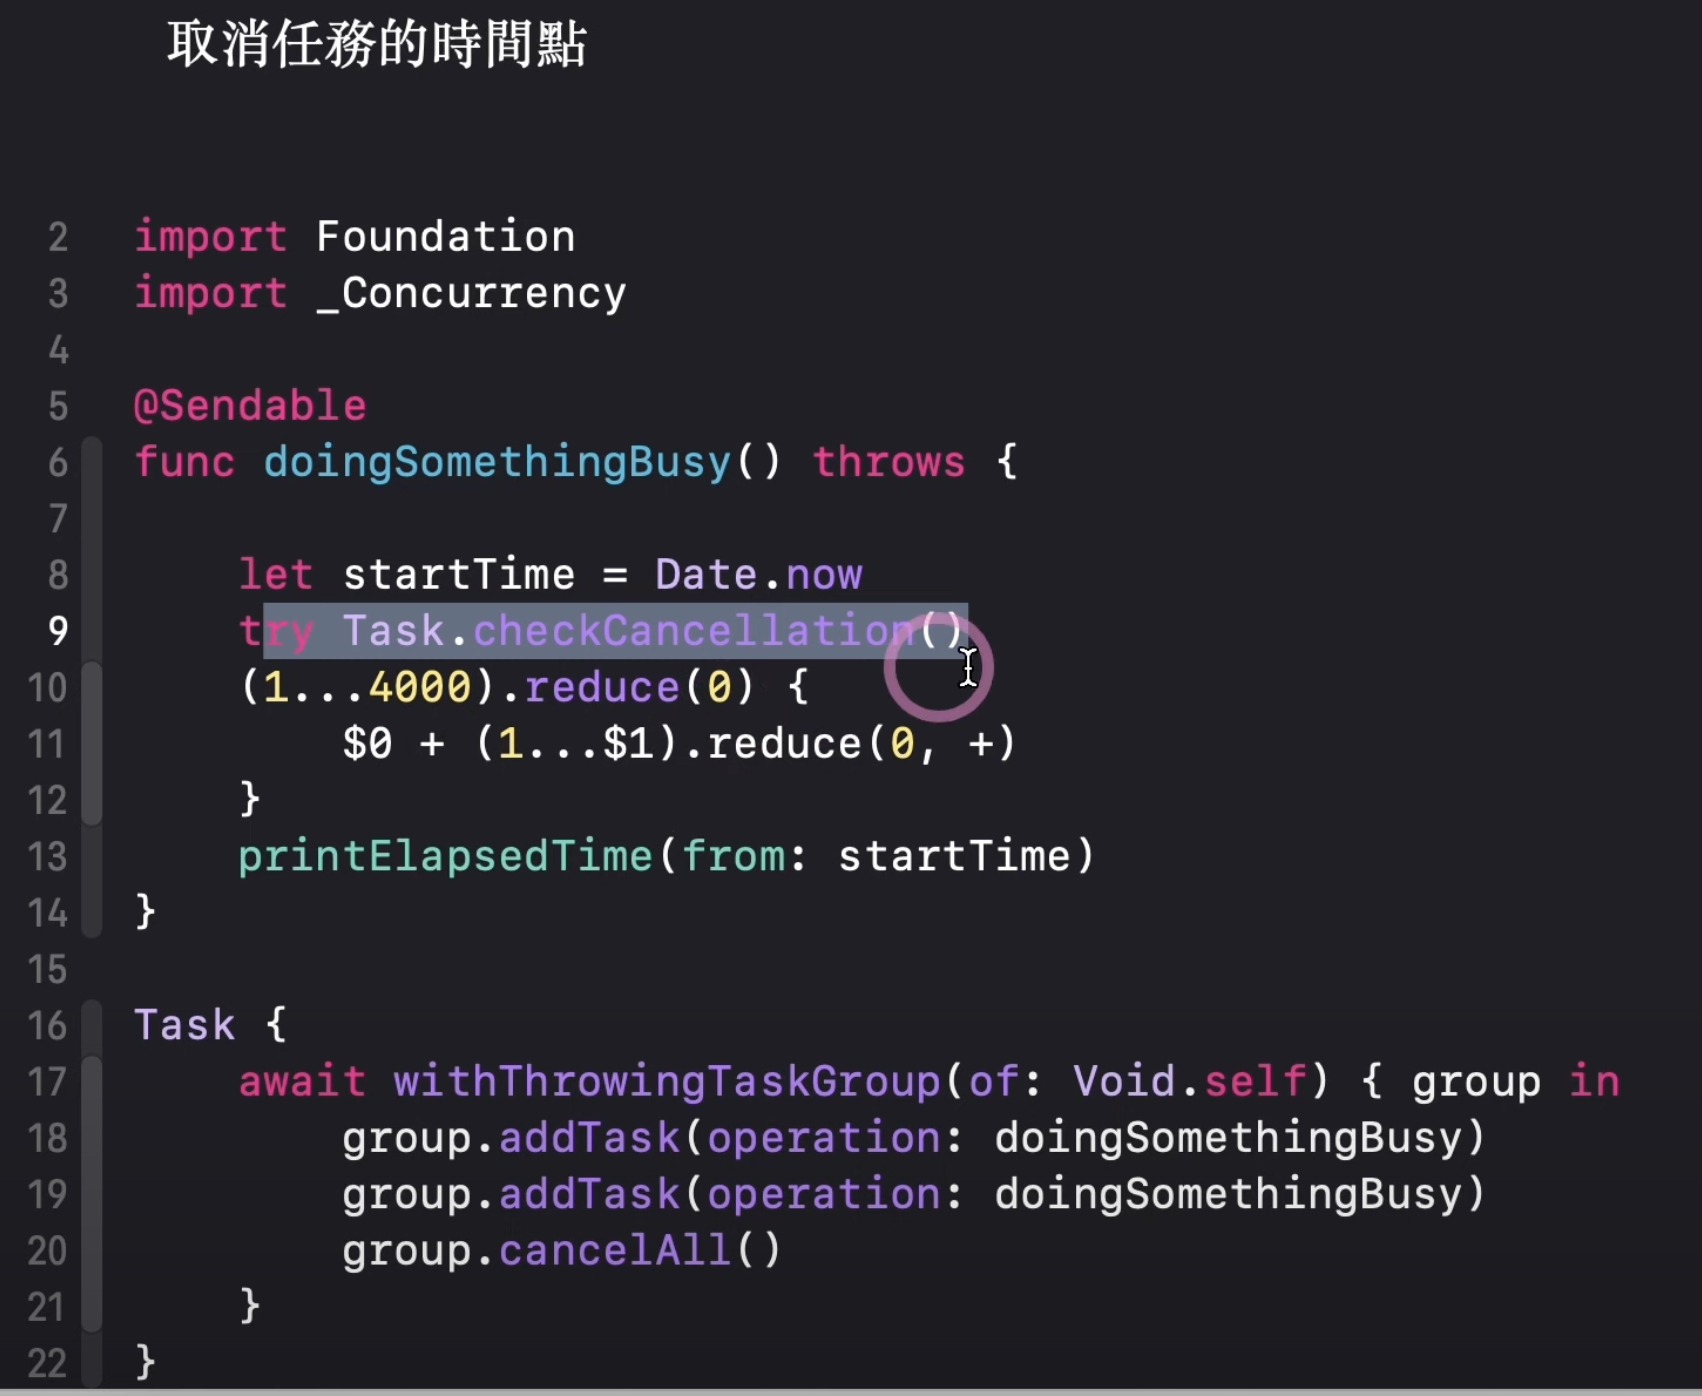 取消任務的時間點
2 import Foundation
3 import _Concurrency
4
5 @Sendable
6 func doingSomethingBusy() throws {
7
8     let startTime = Date.now
9     try Task.checkCancellation()
10     (1...4000).reduce(0) {
11         $0 + (1...$1).reduce(0, +)
12     }
13     printElapsedTime(from: startTime)
14 }
15
16 Task {
17     await withThrowingTaskGroup(of: Void.self) { group in
18         group.addTask(operation: doingSomethingBusy)
19         group.addTask(operation: doingSomethingBusy)
20         group.cancelAll()
21     }
22 }